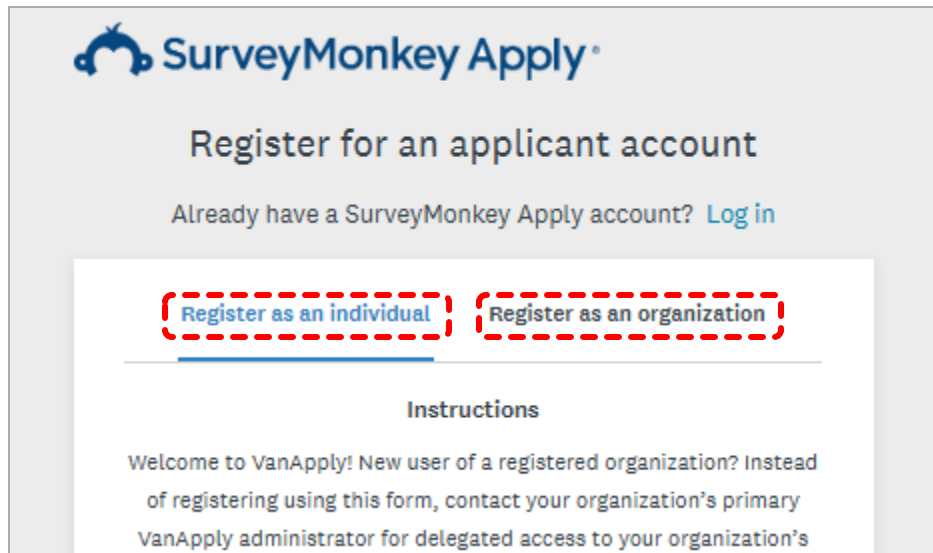 SurveyMonkey Apply
Register for an applicant account
Already have a SurveyMonkey Apply account? Log in
Register as an individual Register as an organization
Instructions
Welcome to VanApply! New user of a registered organization? Instead
of registering using this form, contact your organization’s primary
VanApply administrator for delegated access to your organization’s